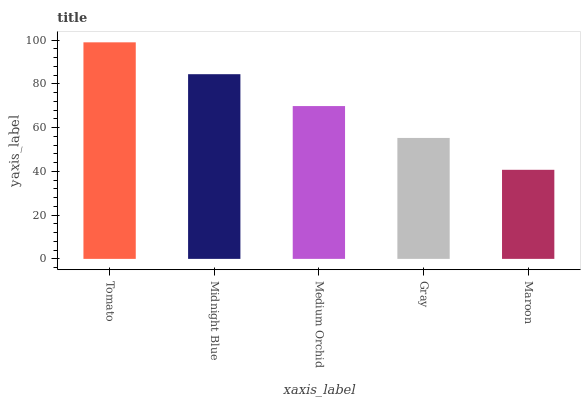 title
yaxis_label
100
80
60
40
20
0
Tomato
Midnight Blue
Medium Orchid
Gray
Maroon
xaxis_label